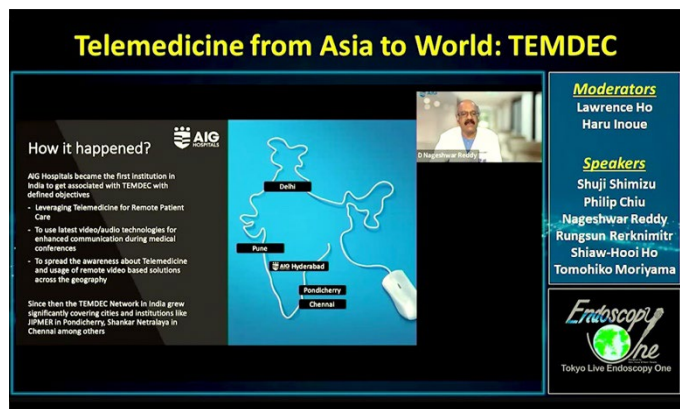 Telemedicine from Asia to World: TEMDEC
How it happened?
AIG
HOSPITALS
AIG Hospitals became the first institution in
India to get associated with TEMDEC with
defined objectives
- Leveraging Telemedicine for Remote Patient
Care
- To use latest video/audio technologies for
enhanced communication during medical
conferences
- To spread the awareness about Telemedicine
and usage of remote video based solutions
across the geography
Since then the TEMDEC Network in India grew
significantly covering cities and institutions like
JIPMER in Pondicherry, Shankar Netralaya in
Chennai among others
Delhi
Pune
AIG Hyderabad
Pondicherry
Chennai
D Nageshwar Reddy
Moderators
Lawrence Ho
Haru Inoue
Speakers
Shuji Shimizu
Philip Chiu
Nageshwar Reddy
Rungsun Rerknimitr
Shiaw-Hooi Ho
Tomohiko Moriyama
Endoscopy
One
Tokyo Live Endoscopy One